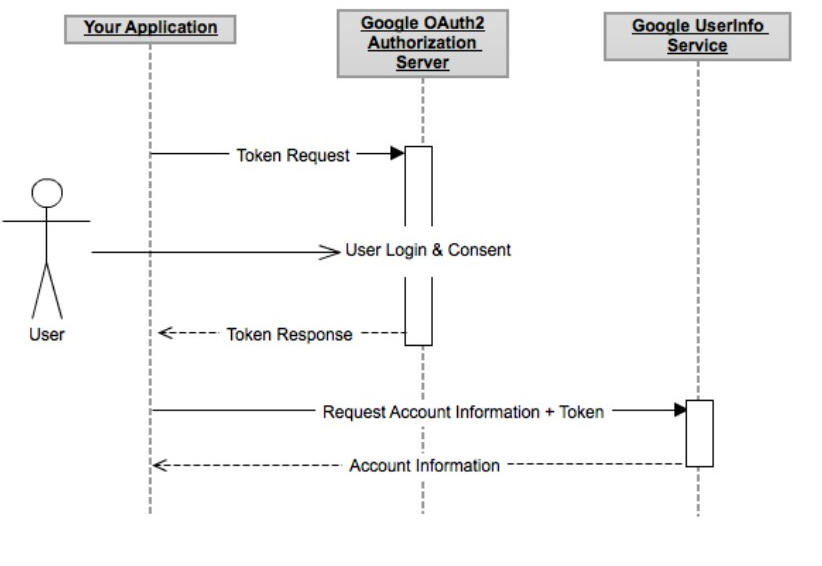 Your Application
Google OAuth2
Authorization
Server
Google UserInfo
Service
Token Request
User Login & Consent
User
Token Response
Request Account Information + Token
Account Information